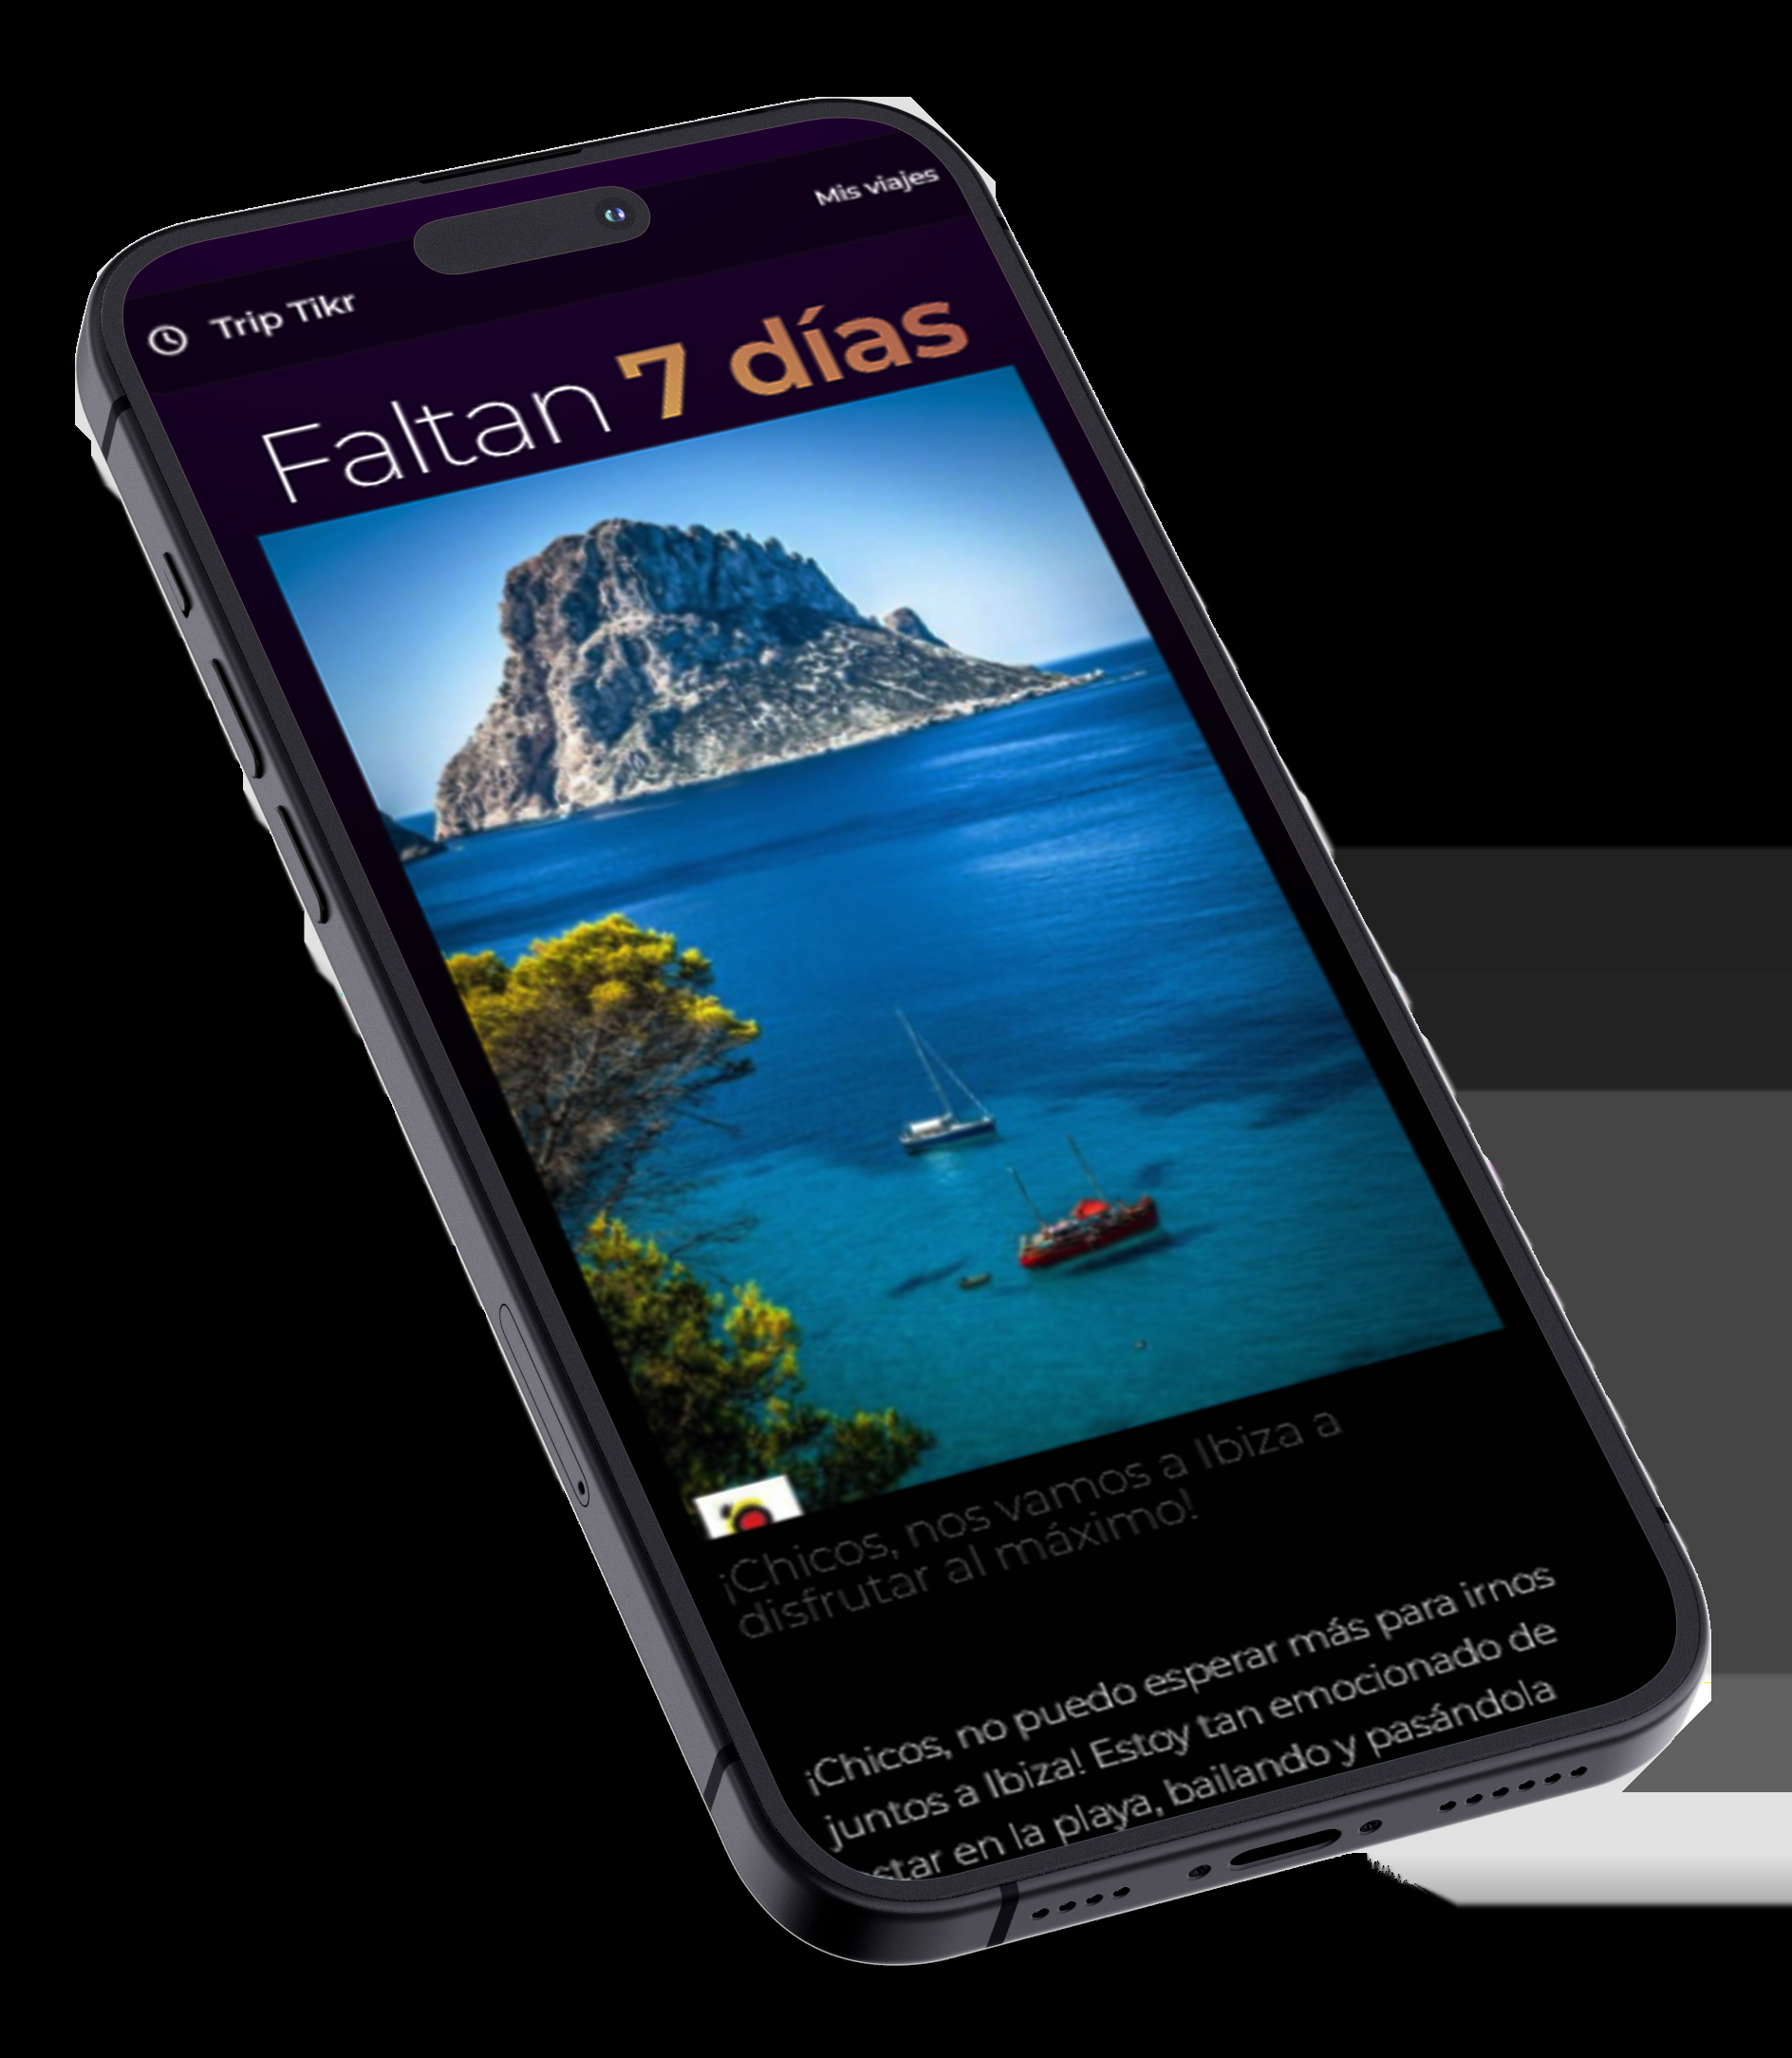 Trip Tikr
Mis viajes
Faltan 7 días
¡Chicos, nos vamos a Ibiza a
disfrutar al máximo!
¡Chicos, no puedo esperar más para irnos
juntos a Ibiza! Estoy tan emocionado de
star en la playa, bailando y pasándola